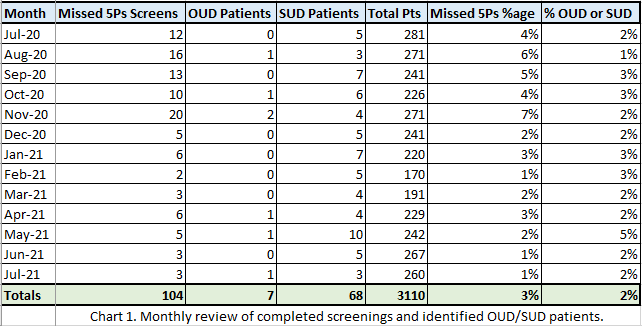 Month Missed 5Ps Screens OUD Patients SUD Patients Total Pts Missed 5Ps %age % OUD or SUD
Jul-20 12 0 5 281 4% 2%
Aug-20 16 1 3 271 6% 1%
Sep-20 13 0 7 241 5% 3%
Oct-20 10 1 6 226 4% 3%
Nov-20 20 2 4 271 7% 2%
Dec-20 5 0 5 241 2% 2%
Jan-21 6 0 7 220 3% 3%
Feb-21 2 0 5 170 1% 3%
Mar-21 3 0 4 191 2% 2%
Apr-21 6 1 4 229 3% 2%
May-21 5 1 10 242 2% 5%
Jun-21 3 0 5 267 1% 2%
Jul-21 3 1 3 260 1% 2%
Totals 104 7 68 3110 3% 2%
Chart 1. Monthly review of completed screenings and identified OUD/SUD patients.